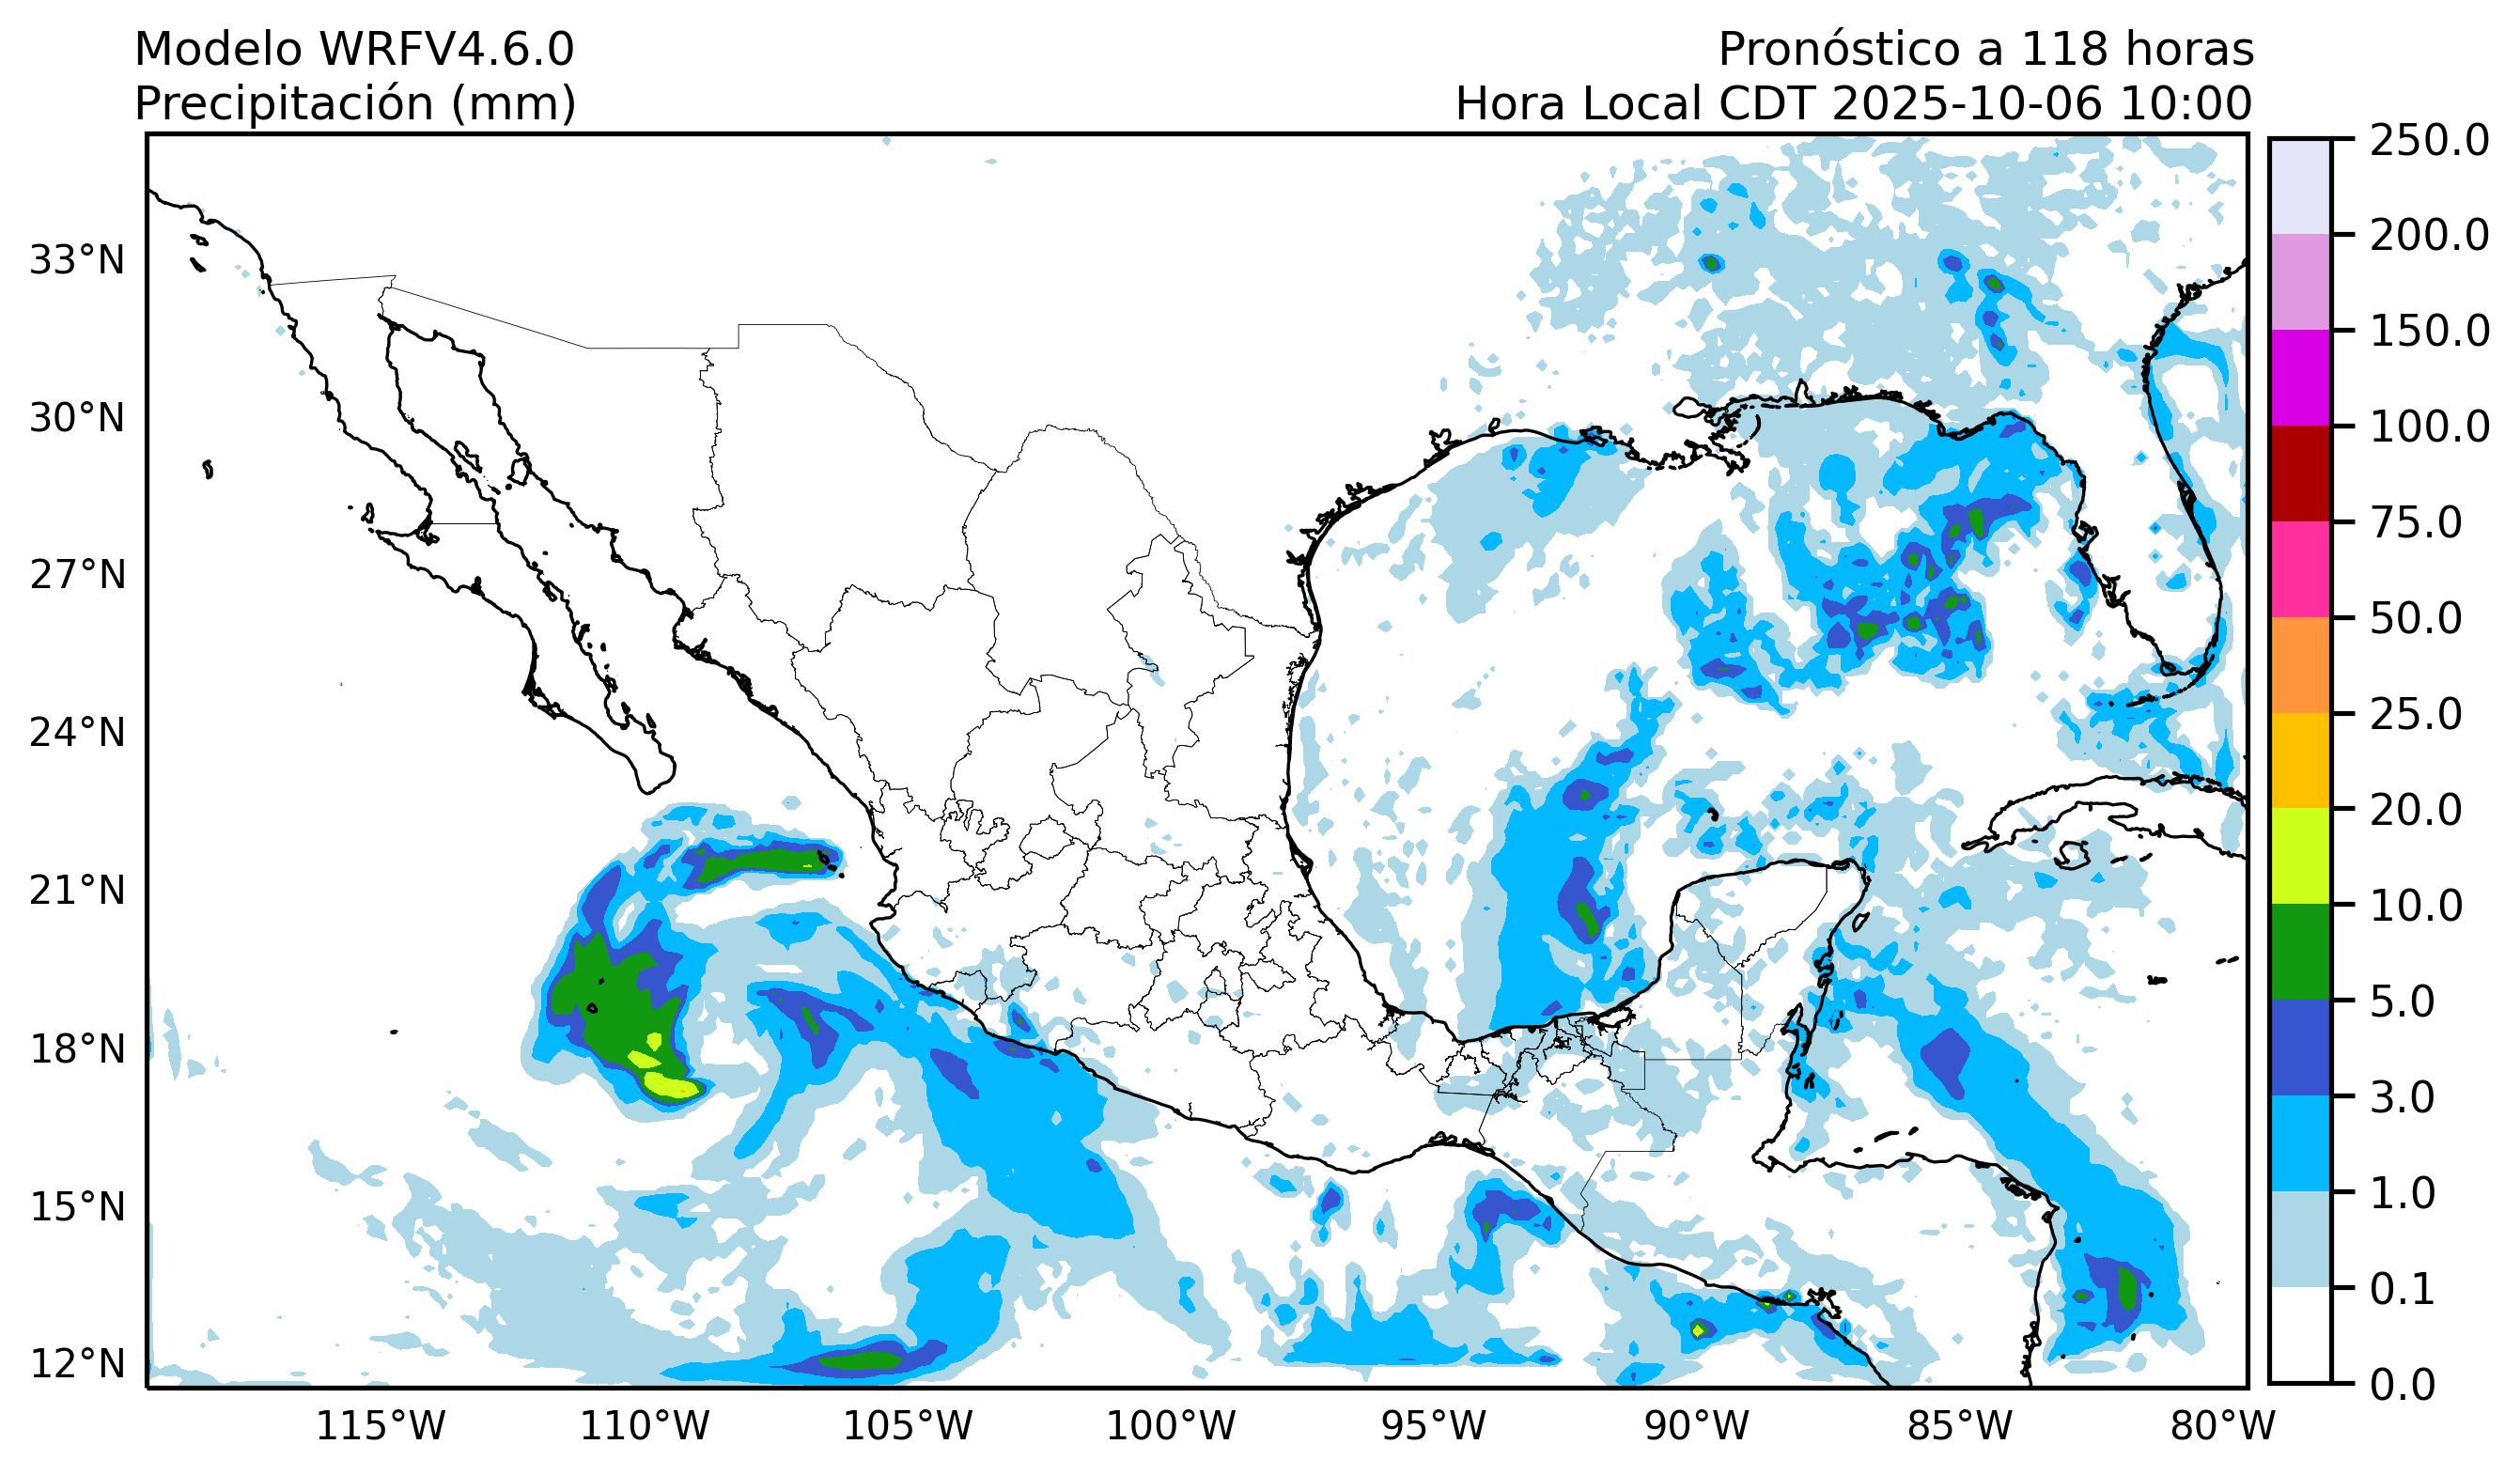 Modelo WRFV4.6.0
Precipitación (mm)
Pronóstico a 118 horas
Hora Local CDT 2025-10-06 10:00
33°N
30°N
27°N
24°N
21°N
18°N
15°N
12°N
115°W
110°W
105°W
100°W
95°W
90°W
85°W
80°W
250.0
200.0
150.0
100.0
75.0
50.0
25.0
20.0
10.0
5.0
3.0
1.0
0.1
0.0